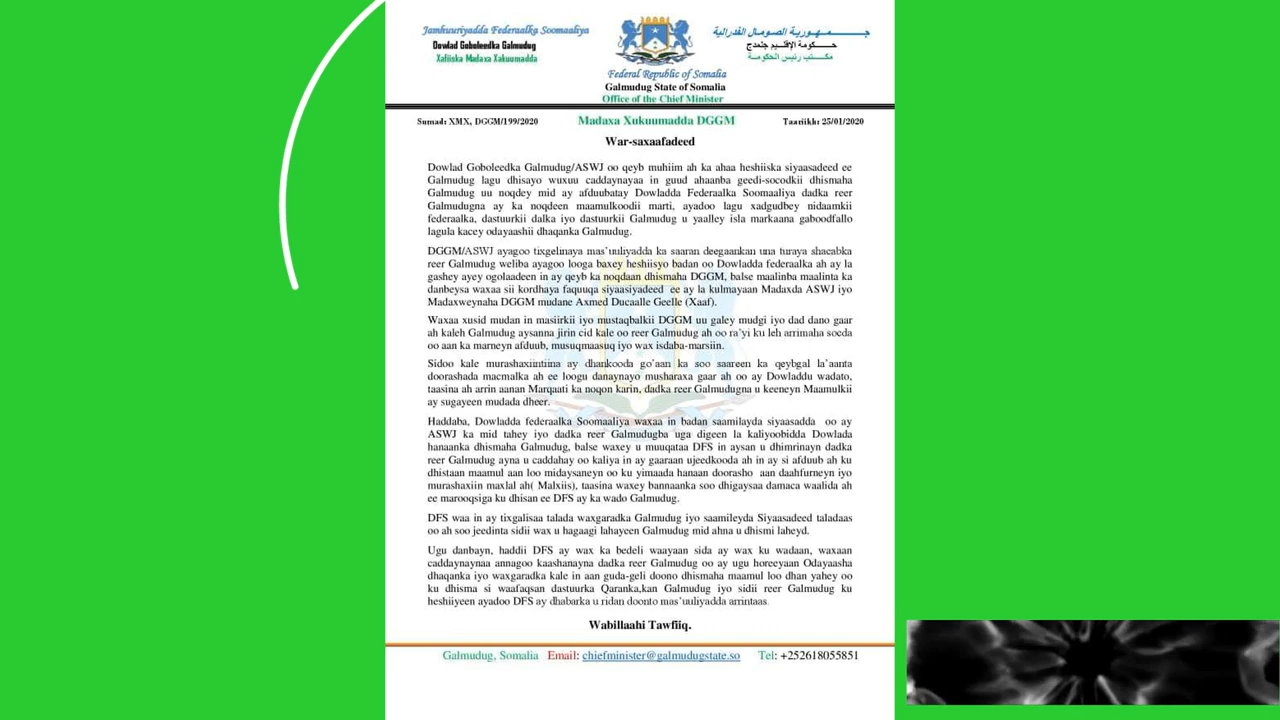 Jamhuuriyadda Federaalka Soomaaliya
Dowlad Goboleedka Galmudug
Xafiiska Madaxa Xukuumadda
جـــمـهـوريـة الصومـال الفدرالية
حـــكـومة الإقليم جلمدج
مكـــتب رئيس الحكومـة
Federal Republic of Somalia
Galmudug State of Somalia
Office of the Chief Minister
Sumad: XMX, DGGM/199/2020 Madaxa Xukuumadda DGGM Taariikh: 25/01/2020
War-saxaafadeed
Dowlad Goboleedka Galmudug/ASWJ oo qeyb muhiim ah ka ahaa heshiiska siyaasadeed ee
Galmudug lagu dhisayo wuxuu caddaynayaa in guud ahaanba geedi-socodkii dhismaha
Galmudug uu noqdey mid ay afduubatay Dowladda Federaalka Soomaaliya dadka reer
Galmudugna ay ka noqdeen maamulkoodii marti, ayadoo lagu xadgudbey nidaamkii
federaalka, dastuurkii dalka iyo dastuurkii Galmudug u yaalley isla markaana gaboodfallo
lagula kacey odayaashii dhaqanka Galmudug.
DGGM/ASWJ ayagoo tixgelinaya mas'uuliyadda ka saaran deegaankan una turaya shacabka
reer Galmudug weliba ayagoo looga baxey heshiisyo badan oo Dowladda federaalka ah ay la
gashey ayey ogolaadeen in ay qeyb ka noqdaan dhismaha DGGM, balse maalinba maalinta ka
danbeysa waxaa sii kordhaya faquuqa siyaasiyadeed ee ay la kulmayaan Madaxda ASWJ iyo
Madaxweynaha DGGM mudane Axmed Ducaalle Geelle (Xaaf).
Waxaa xusid mudan in masiirkii iyo mustaqbalkii DGGM uu galey mudgi iyo dad dano gaar
ah kaleh Galmudug aysanna jirin cid kale oo reer Galmudug ah oo ra'yi ku leh arrimaha socda
oo aan ka marneyn afduub, musuqmaasuq iyo wax isdaba-marsiin.
Sidoo kale murashaxiintiina ay dhankooda go'aan ka soo saareen ka qeybgal la'aanta
doorashada macmalka ah ee loogu danaynayo musharaxa gaar ah oo ay Dowladdu wadato,
taasina ah arrin aanan Marqaati ka noqon karin, dadka reer Galmudugna u keeneyn Maamulkii
ay sugayeen mudada dheer.
Haddaba, Dowladda federaalka Soomaaliya waxaa in badan saamilayda siyaasadda oo ay
ASWJ ka mid tahey iyo dadka reer Galmudugba uga digeen la kaliyoobidda Dowlada
hanaanka dhismaha Galmudug, balse waxey u muuqataa DFS in aysan u dhimrinayn dadka
reer Galmudug ayna u caddahay oo kaliya in ay gaaraan ujeedkooda ah in ay si afduub ah ku
dhistaan maamul aan loo midaysaneyn oo ku yimaada hanaan doorasho aan daahfurneyn iyo
murashaxiin maxlal ah( Malxiis), taasina waxey bannaanka soo dhigaysaa damaca waalida ah
ee marooqsiga ku dhisan ee DFS ay ka wado Galmudug.
DFS waa in ay tixgalisaa talada waxgaradka Galmudug iyo saamileyda Siyaasadeed taladaas
oo ah soo jeedinta sidii wax u hagaagi lahayeen Galmudug mid ahna u dhismi laheyd.
Ugu danbayn, haddii DFS ay wax ka bedeli waayaan sida ay wax ku wadaan, waxaan
caddaynaynaa annagoo kaashanayna dadka reer Galmudug oo ay ugu horeeyaan Odayaasha
dhaqanka iyo waxgaradka kale in aan guda-geli doono dhismaha maamul loo dhan yahey oo
ku dhisma si waafaqsan dastuurka Qaranka,kan Galmudug iyo sidii reer Galmudug ku
heshiiyeen ayadoo DFS ay dhabarka u ridan doonto mas'uuliyadda arrintaas
Wabillaahi Tawfiiq.
Galmudug, Somalia Email: chiefminister@galmudugstate.so Tel: +252618055851